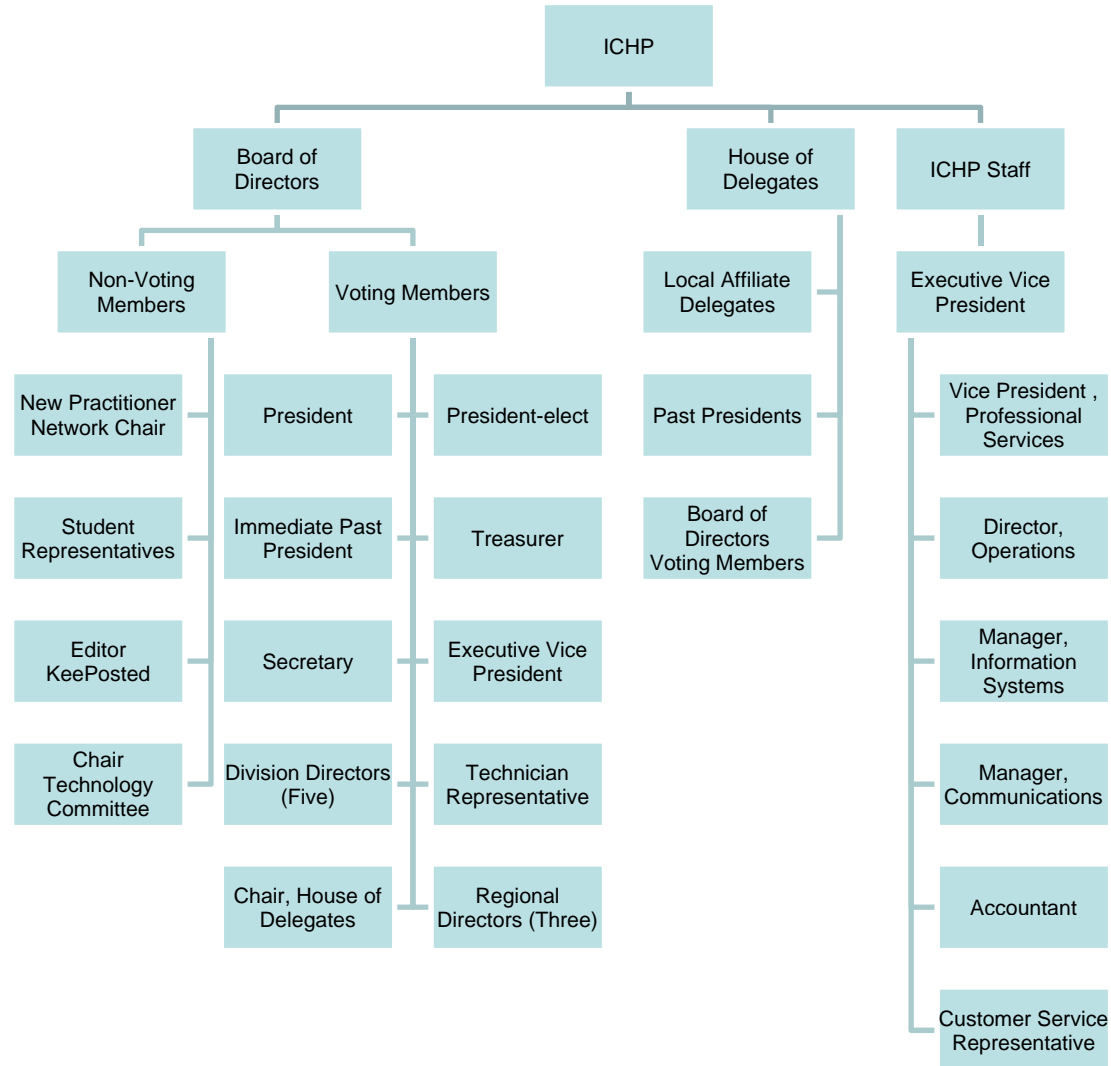 ICHP
Board of
Directors
House of
Delegates
ICHP Staff
Non-Voting
Members
Voting Members
Local Affiliate
Delegates
Executive Vice
President
New Practitioner
Network Chair
President
President-elect
Past Presidents
Vice President ,
Professional
Services
Student
Representatives
Immediate Past
President
Treasurer
Board of
Directors
Voting Members
Director,
Operations
Editor
KeePosted
Secretary
Executive Vice
President
Manager,
Information
Systems
Chair
Technology
Committee
Division Directors
(Five)
Technician
Representative
Manager,
Communications
Chair, House of
Delegates
Regional
Directors (Three)
Accountant
Customer Service
Representative